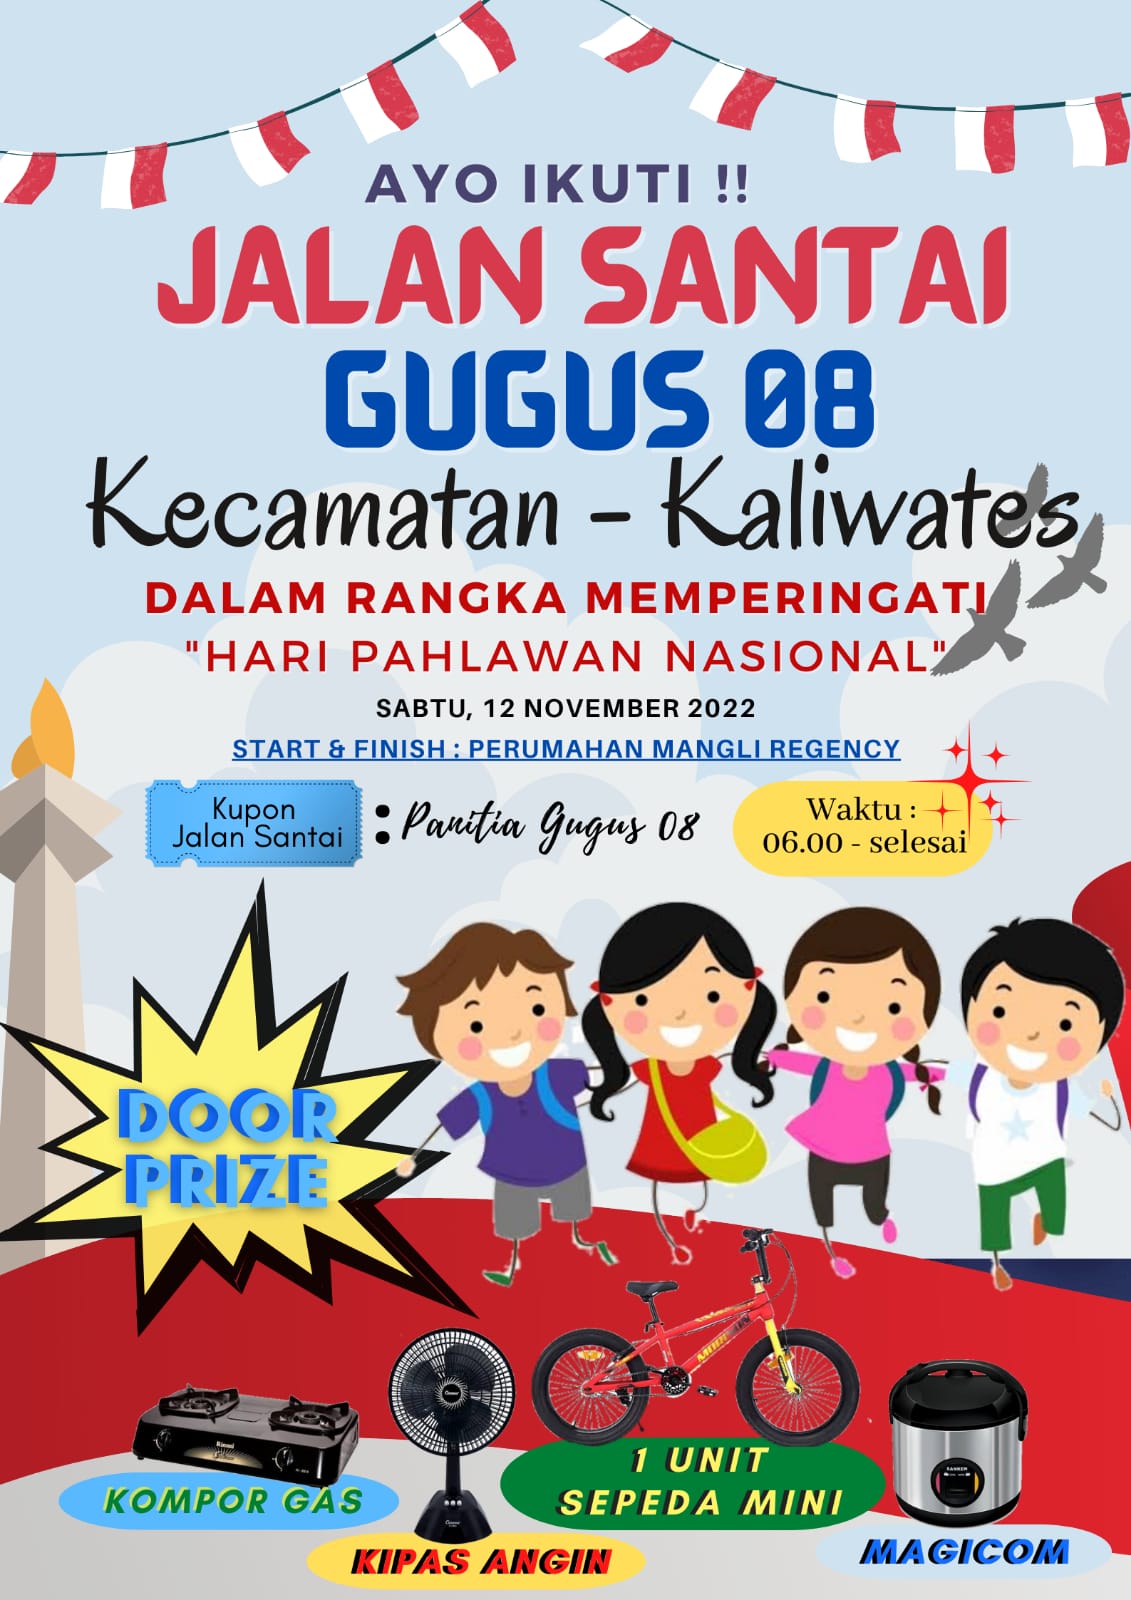 AYO IKUTI !!
JALAN SANTAI
GUGUS 08
Kecamatan - Kaliwates
DALAM RANGKA MEMPERINGATI
"HARI PAHLAWAN NASIONAL"
SABTU, 12 NOVEMBER 2022
START & FINISH : PERUMAHAN MANGLI REGENCY
Kupon
Jalan Santai
: Panitia Gugus 08
Waktu :
06.00 - selesai
DOOR
PRIZE
KOMPOR GAS
KIPAS ANGIN
1 UNIT
SEPEDA MINI
MAGICOM